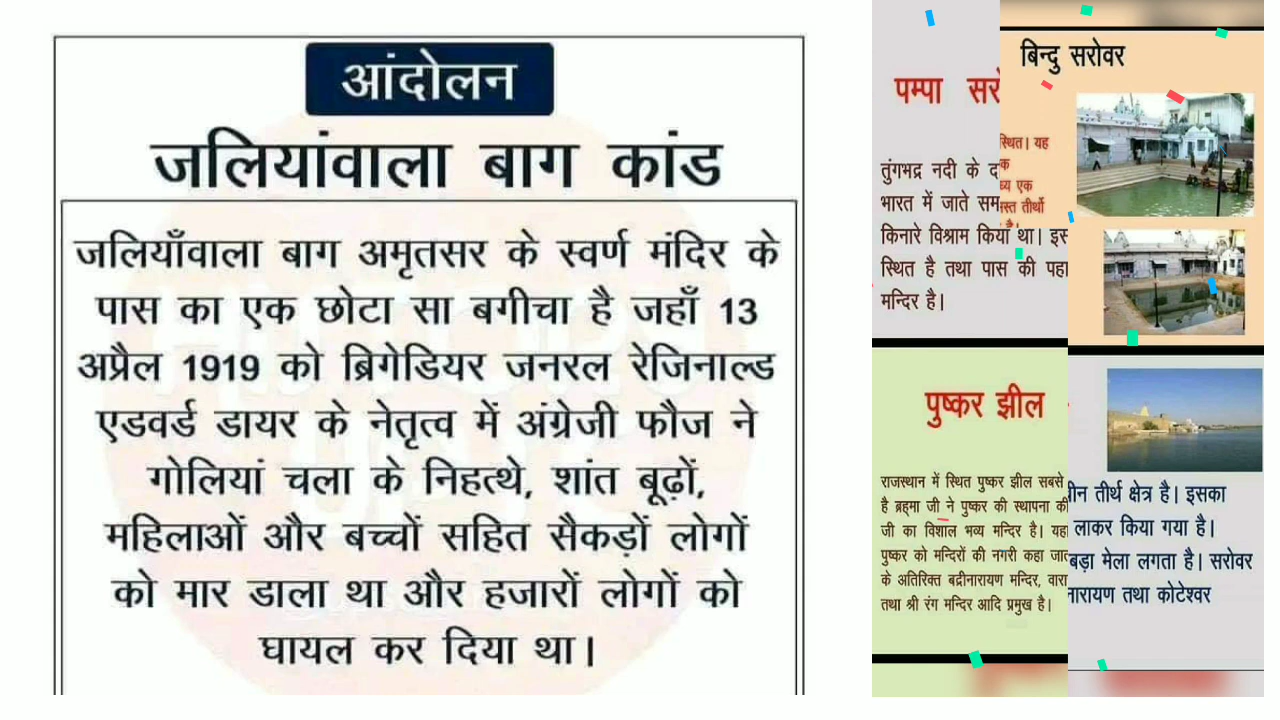 आंदोलन
जलियांवाला बाग कांड
जलियाँवाला बाग अमृतसर के स्वर्ण मंदिर के
पास का एक छोटा सा बगीचा है जहाँ 13
अप्रैल 1919 को ब्रिगेडियर जनरल रेजिनाल्ड
एडवर्ड डायर के नेतृत्व में अंग्रेजी फौज ने
गोलियां चला के निहत्थे, शांत बूढ़ों,
महिलाओं और बच्चों सहित सैकड़ों लोगों
को मार डाला था और हजारों लोगों को
घायल कर दिया था।
पम्पा
तुंगभद्र नदी के
भारत में जाते
किनारे विश्राम किया था।
स्थित है तथा पास की
मन्दिर है।
बिन्दु सरोवर
यह
एक
तीर्थो
पुष्कर झील
राजस्थान में स्थित पुष्कर झील सबसे
है ब्रह्मा जी ने पुष्कर की स्थापना की
जी का विशाल भव्य मन्दिर है।
पुष्कर को मन्दिरों की नगरी कहा
के अतिरिक्त बद्रीनारायण मन्दिर,
तथा श्री रंग मन्दिर आदि प्रमुख है।
तीर्थ क्षेत्र है। इसका
लाकर किया गया है।
बड़ा मेला लगता है। सरोवर
तथा कोटेश्वर